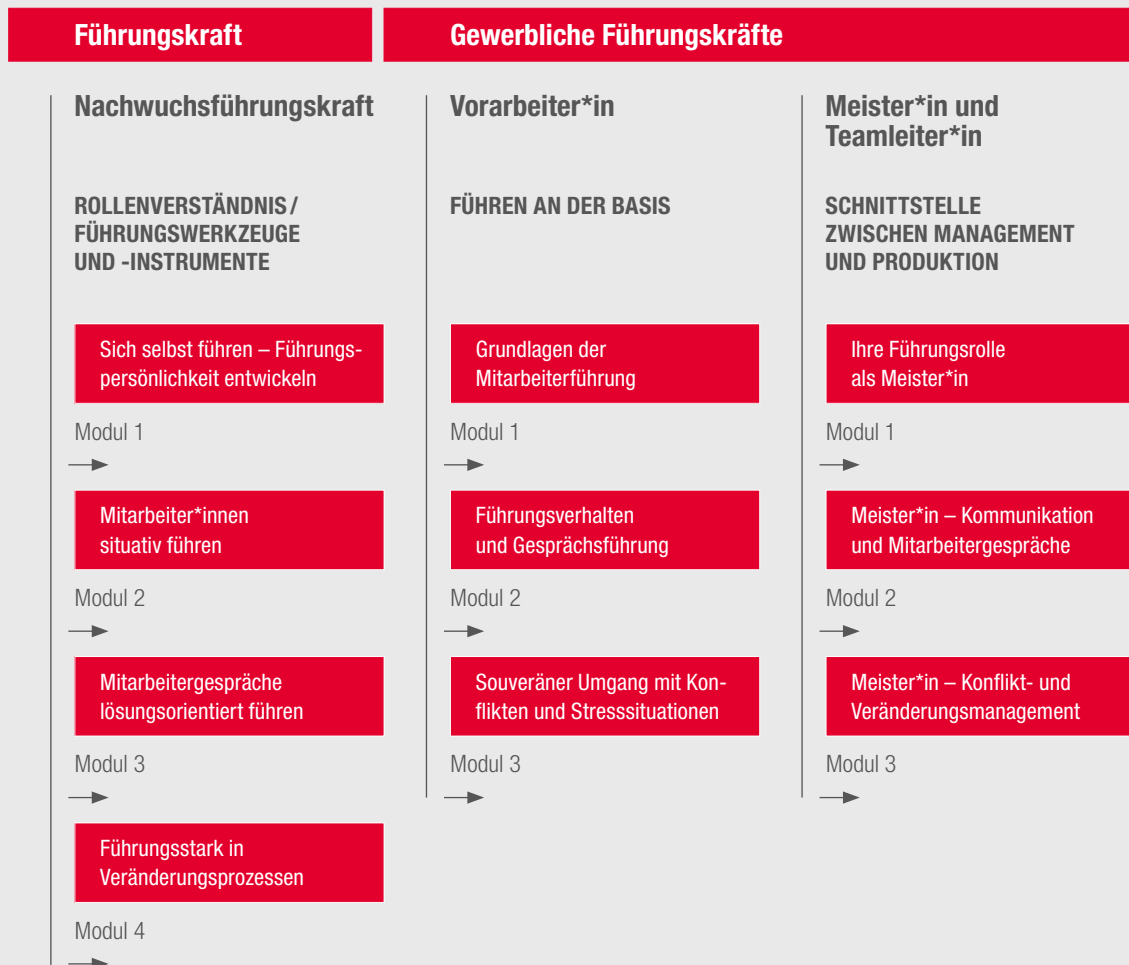 Führungskraft
Gewerbliche Führungskräfte
Nachwuchsführungskraft
ROLLENVERSTÄNDNIS /
FÜHRUNGSWERKZEUGE
UND -INSTRUMENTE
Sich selbst führen – Führungs-
persönlichkeit entwickeln
Modul 1
Mitarbeiter*innen
situativ führen
Modul 2
Mitarbeitergespräche
lösungsorientiert führen
Modul 3
Führungsstark in
Veränderungsprozessen
Modul 4
Vorarbeiter*in
FÜHREN AN DER BASIS
Grundlagen der
Mitarbeiterführung
Modul 1
Führungsverhalten
und Gesprächsführung
Modul 2
Souveräner Umgang mit Kon-
flikten und Stresssituationen
Modul 3
Meister*in und
Teamleiter*in
SCHNITTSTELLE
ZWISCHEN MANAGEMENT
UND PRODUKTION
Ihre Führungsrolle
als Meister*in
Modul 1
Meister*in – Kommunikation
und Mitarbeitergespräche
Modul 2
Meister*in – Konflikt- und
Veränderungsmanagement
Modul 3